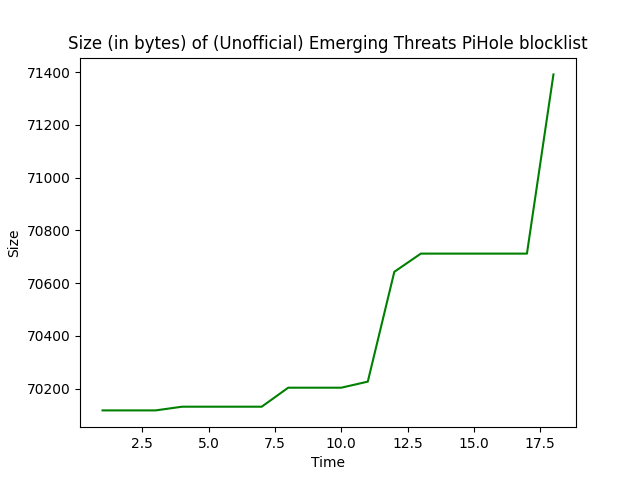 Size (in bytes) of (Unofficial) Emerging Threats PiHole blocklist
71400
71200
71000
70800
70600
70400
70200
Size
2.5 5.0 7.5 10.0 12.5 15.0 17.5
Time